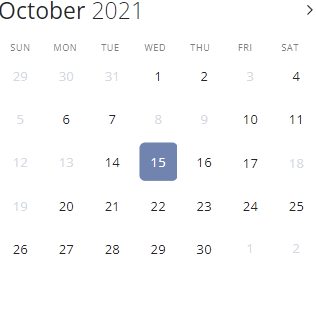 October 2021
SUN MON TUE WED THU FRI SAT
29 30 31 1 2 3 4
5 6 7 8 9 10 11
12 13 14 15 16 17 18
19 20 21 22 23 24 25
26 27 28 29 30 1 2